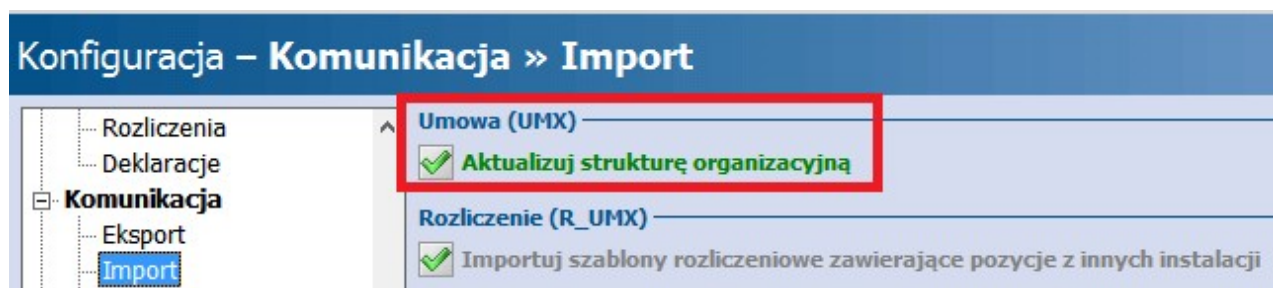 Konfiguracja – Komunikacja » Import
Rozliczenia
Deklaracje
Komunikacja
Eksport
Import
Umowa (UMX)
Aktualizuj strukturę organizacyjną
Rozliczenie (R_UMX)
Importuj szablony rozliczeniowe zawierające pozycje z innych instalacji